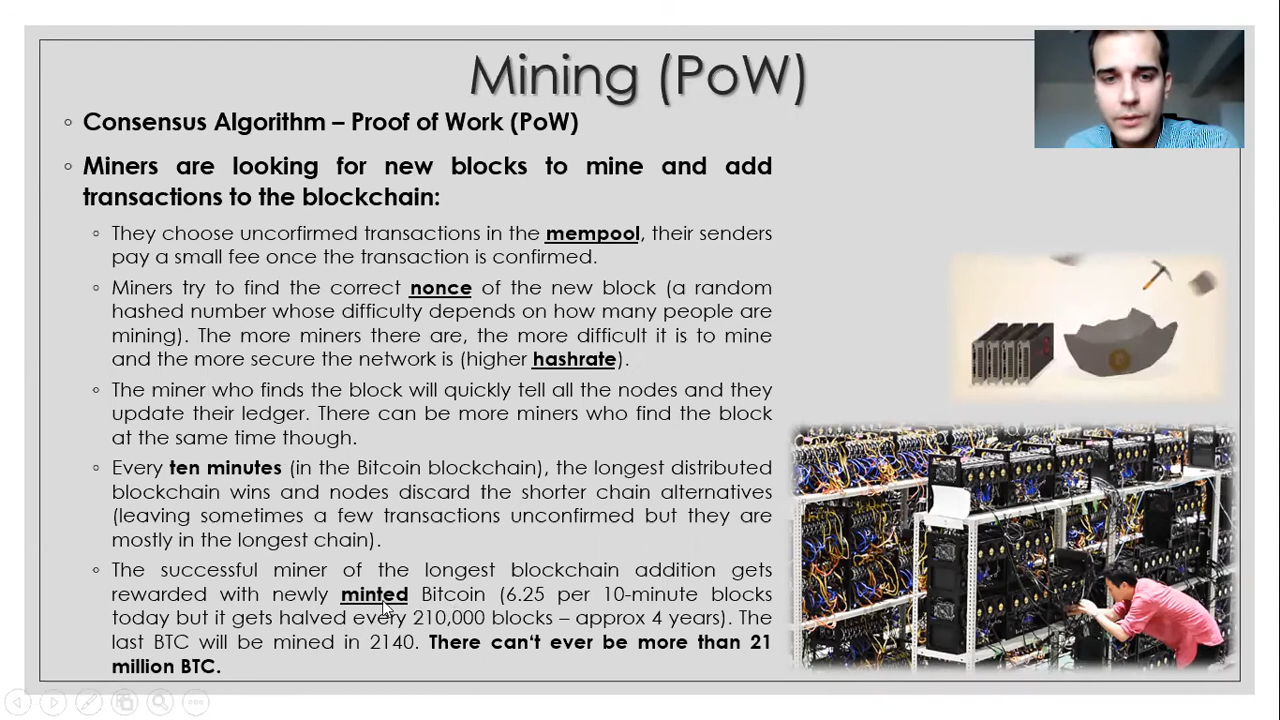 Mining (PoW)
Consensus Algorithm – Proof of Work (PoW)
Miners are looking for new blocks to mine and add
transactions to the blockchain:
They choose uncorfirmed transactions in the mempool, their senders
pay a small fee once the transaction is confirmed.
Miners try to find the correct nonce of the new block (a random
hashed number whose difficulty depends on how many people are
mining). The more miners there are, the more difficult it is to mine
and the more secure the network is (higher hashrate).
The miner who finds the block will quickly tell all the nodes and they
update their ledger. There can be more miners who find the block
at the same time though.
Every ten minutes (in the Bitcoin blockchain), the longest distributed
blockchain wins and nodes discard the shorter chain alternatives
(leaving sometimes a few transactions unconfirmed but they are
mostly in the longest chain).
The successful miner of the longest blockchain addition gets
rewarded with newly minted Bitcoin (6.25 per 10-minute blocks
today but it gets halved every 210,000 blocks – approx 4 years). The
last BTC will be mined in 2140. There can‘t ever be more than 21
million BTC.